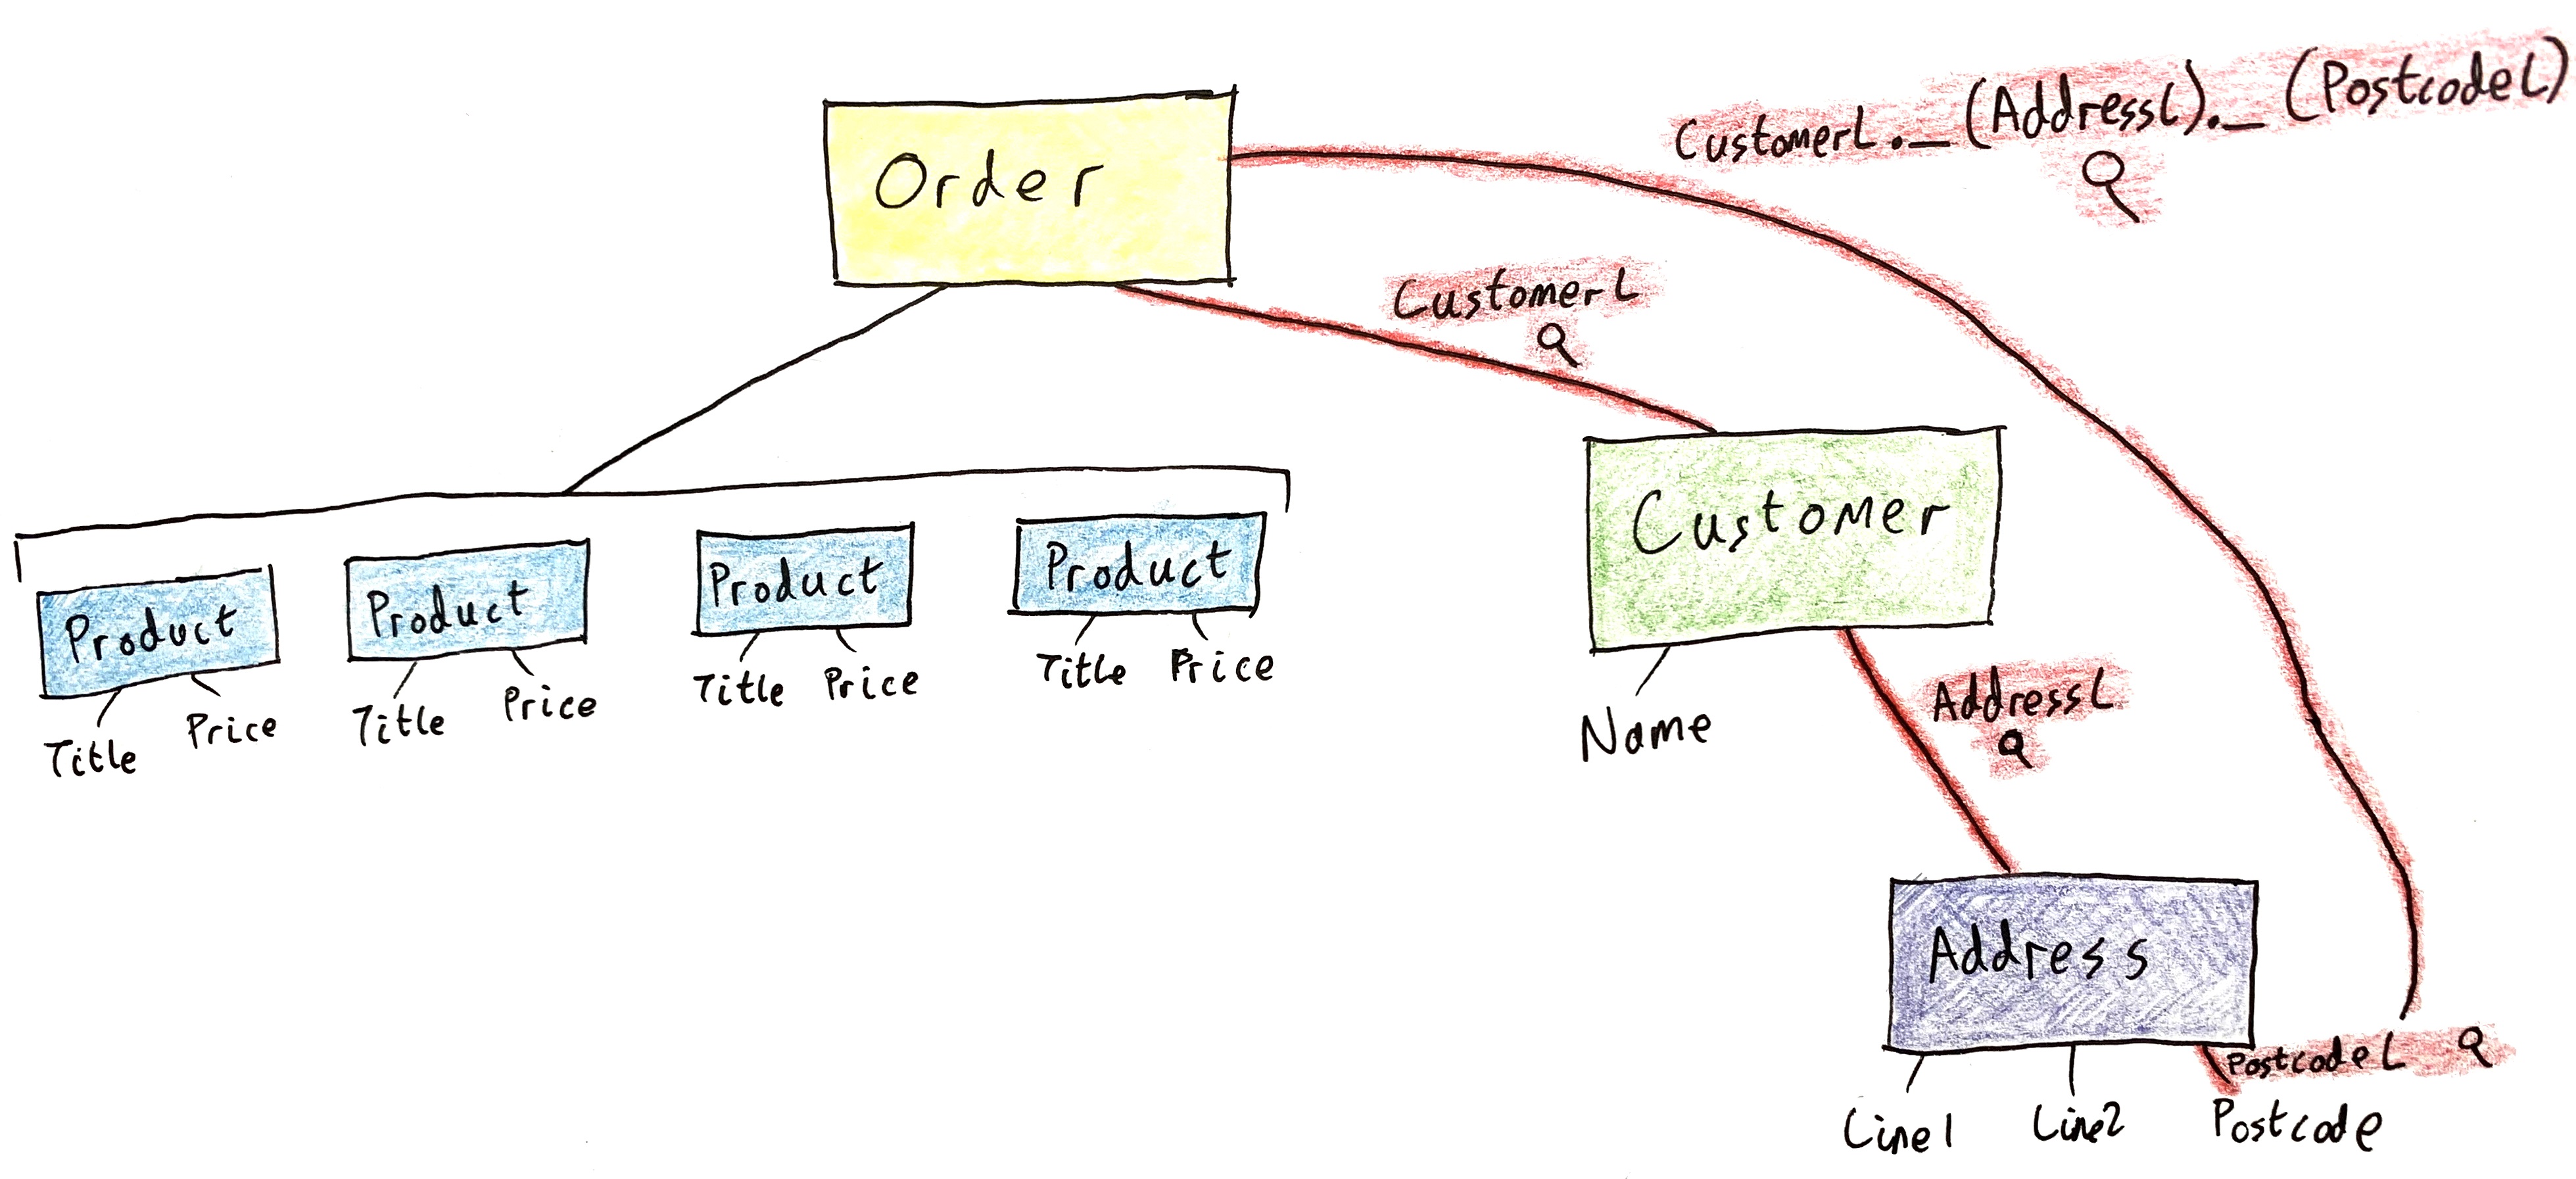 CustomerL._(AddressL)._(PostcodeL)
Order
CustomerL
Customer
Product
Product
Product
Product
Title
Price
Title
Price
Title
Price
Title
Price
Name
AddressL
Address
PostcodeL
Line1
Line2
Postcode